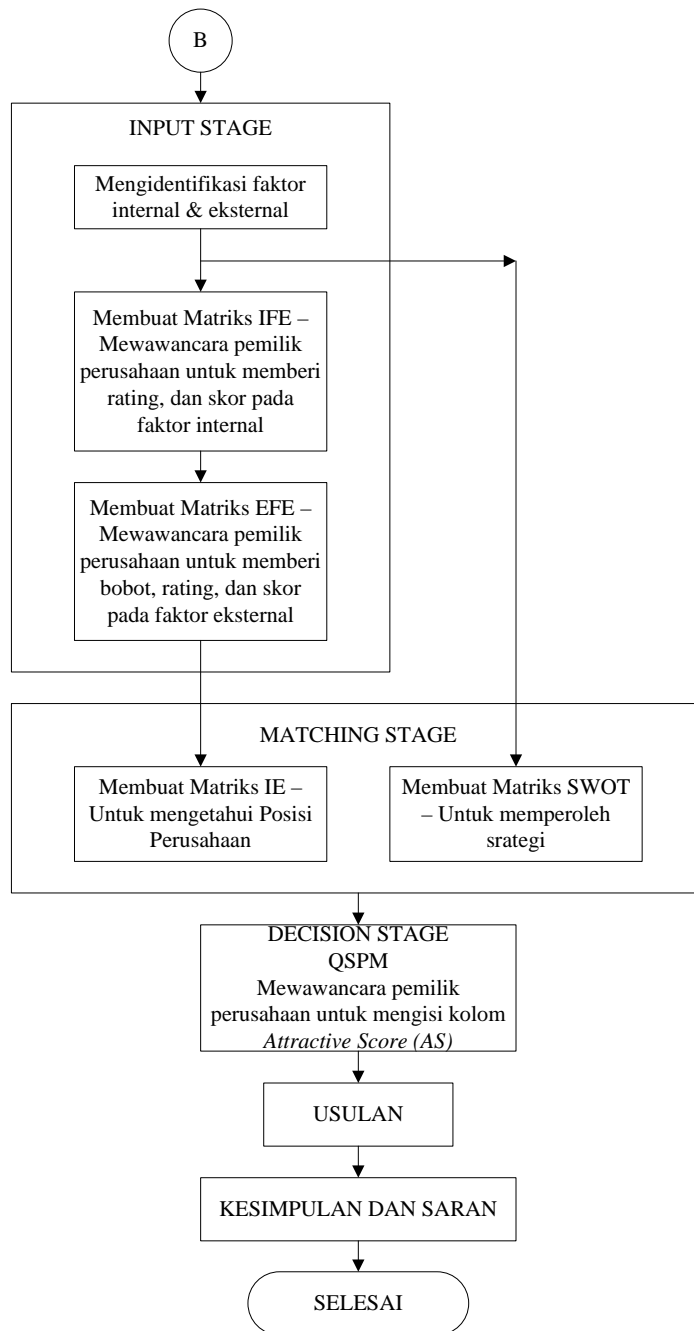 B
INPUT STAGE
Mengidentifikasi faktor
internal & eksternal
Membuat Matriks IFE –
Mewawancara pemilik
perusahaan untuk memberi
rating, dan skor pada
faktor internal
Membuat Matriks EFE –
Mewawancara pemilik
perusahaan untuk memberi
bobot, rating, dan skor
pada faktor eksternal
MATCHING STAGE
Membuat Matriks IE –
Untuk mengetahui Posisi
Perusahaan
Membuat Matriks SWOT
– Untuk memperoleh
srategi
DECISION STAGE
QSPM
Mewawancara pemilik
perusahaan untuk mengisi kolom
Attractive Score (AS)
USULAN
KESIMPULAN DAN SARAN
SELESAI